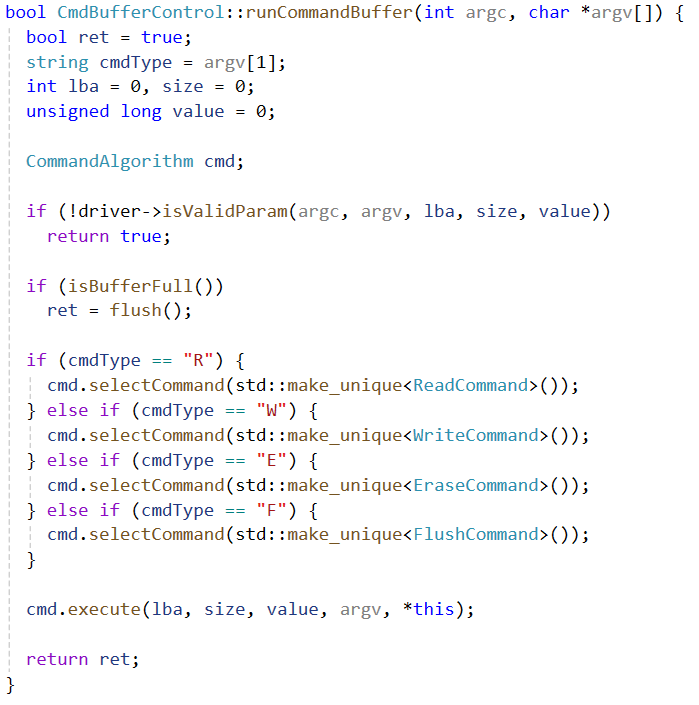 bool CmdBufferControl::runCommandBuffer(int argc, char *argv[]) {
  bool ret = true;
  string cmdType = argv[1];
  int lba = 0, size = 0;
  unsigned long value = 0;

  CommandAlgorithm cmd;

  if (!driver->isValidParam(argc, argv, lba, size, value))
    return true;

  if (isBufferFull())
    ret = flush();

  if (cmdType == "R") {
    cmd.selectCommand(std::make_unique<ReadCommand>());
  } else if (cmdType == "W") {
    cmd.selectCommand(std::make_unique<WriteCommand>());
  } else if (cmdType == "E") {
    cmd.selectCommand(std::make_unique<EraseCommand>());
  } else if (cmdType == "F") {
    cmd.selectCommand(std::make_unique<FlushCommand>());
  }

  cmd.execute(lba, size, value, argv, *this);

  return ret;
}